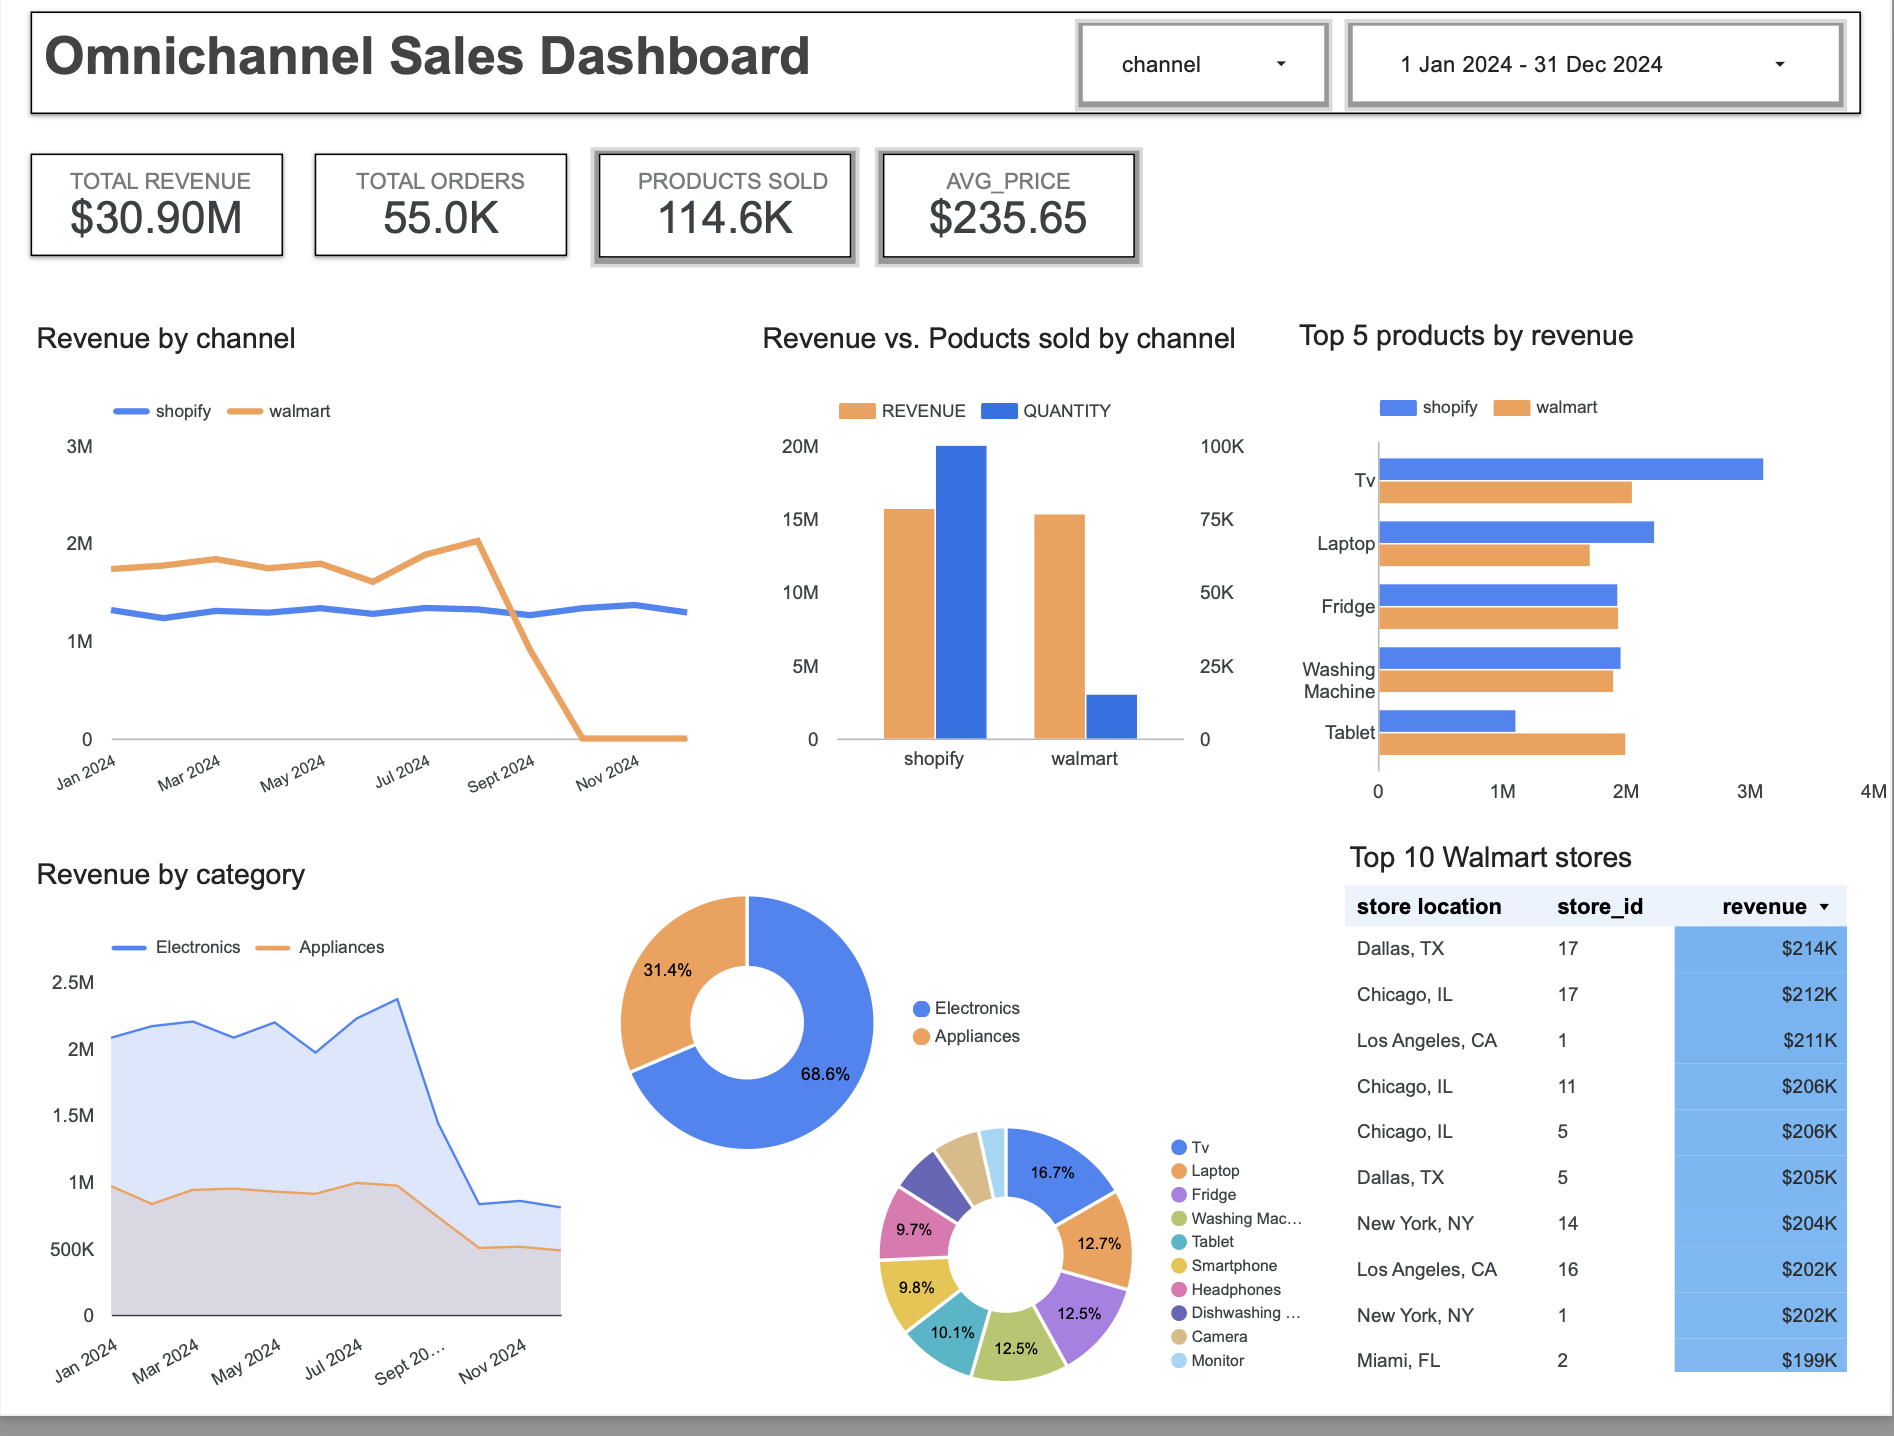 Omnichannel Sales Dashboard
channel
1 Jan 2024 - 31 Dec 2024
TOTAL REVENUE
$30.90M
TOTAL ORDERS
55.0K
PRODUCTS SOLD
114.6K
AVG_PRICE
$235.65
Revenue by channel
shopify walmart
3M
2M
1M
0
Jan 2024 Mar 2024 May 2024 Jul 2024 Sept 2024 Nov 2024
Revenue vs. Poducts sold by channel
REVENUE QUANTITY
20M 100K
15M 75K
10M 50K
5M 25K
0 0
shopify walmart
Top 5 products by revenue
shopify walmart
Tv
Laptop
Fridge
Washing
Machine
Tablet
0 1M 2M 3M 4M
Revenue by category
Electronics Appliances
2.5M
2M
1.5M
1M
500K
0
Jan 2024 Mar 2024 May 2024 Jul 2024 Sept 20... Nov 2024
31.4%
68.6%
Electronics
Appliances
16.7%
12.7%
12.5%
12.5%
10.1%
9.8%
9.7%
Tv
Laptop
Fridge
Washing Mac...
Tablet
Smartphone
Headphones
Dishwashing ...
Camera
Monitor
Top 10 Walmart stores
store location store_id revenue
Dallas, TX 17 $214K
Chicago, IL 17 $212K
Los Angeles, CA 1 $211K
Chicago, IL 11 $206K
Chicago, IL 5 $206K
Dallas, TX 5 $205K
New York, NY 14 $204K
Los Angeles, CA 16 $202K
New York, NY 1 $202K
Miami, FL 2 $199K